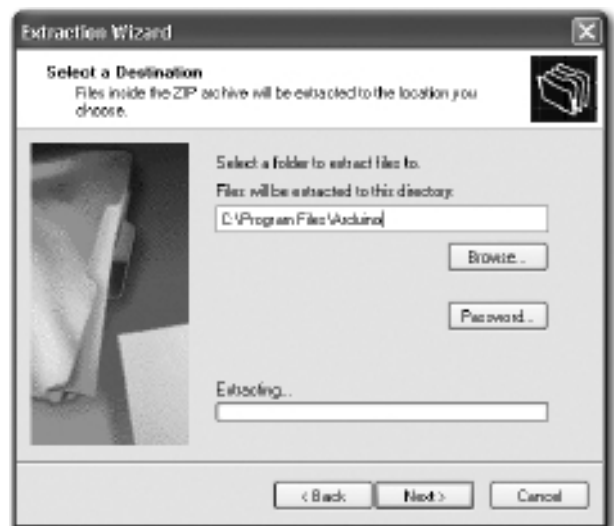 Extraction Wizard
Select a Destination
Files inside the ZIP archive will be extracted to the location you
choose.
Select a folder to extract files to.
Files will be extracted to this directory:
C:\Program Files\Arduino
Browse...
Password...
Extracting...
< Back
Next >
Cancel